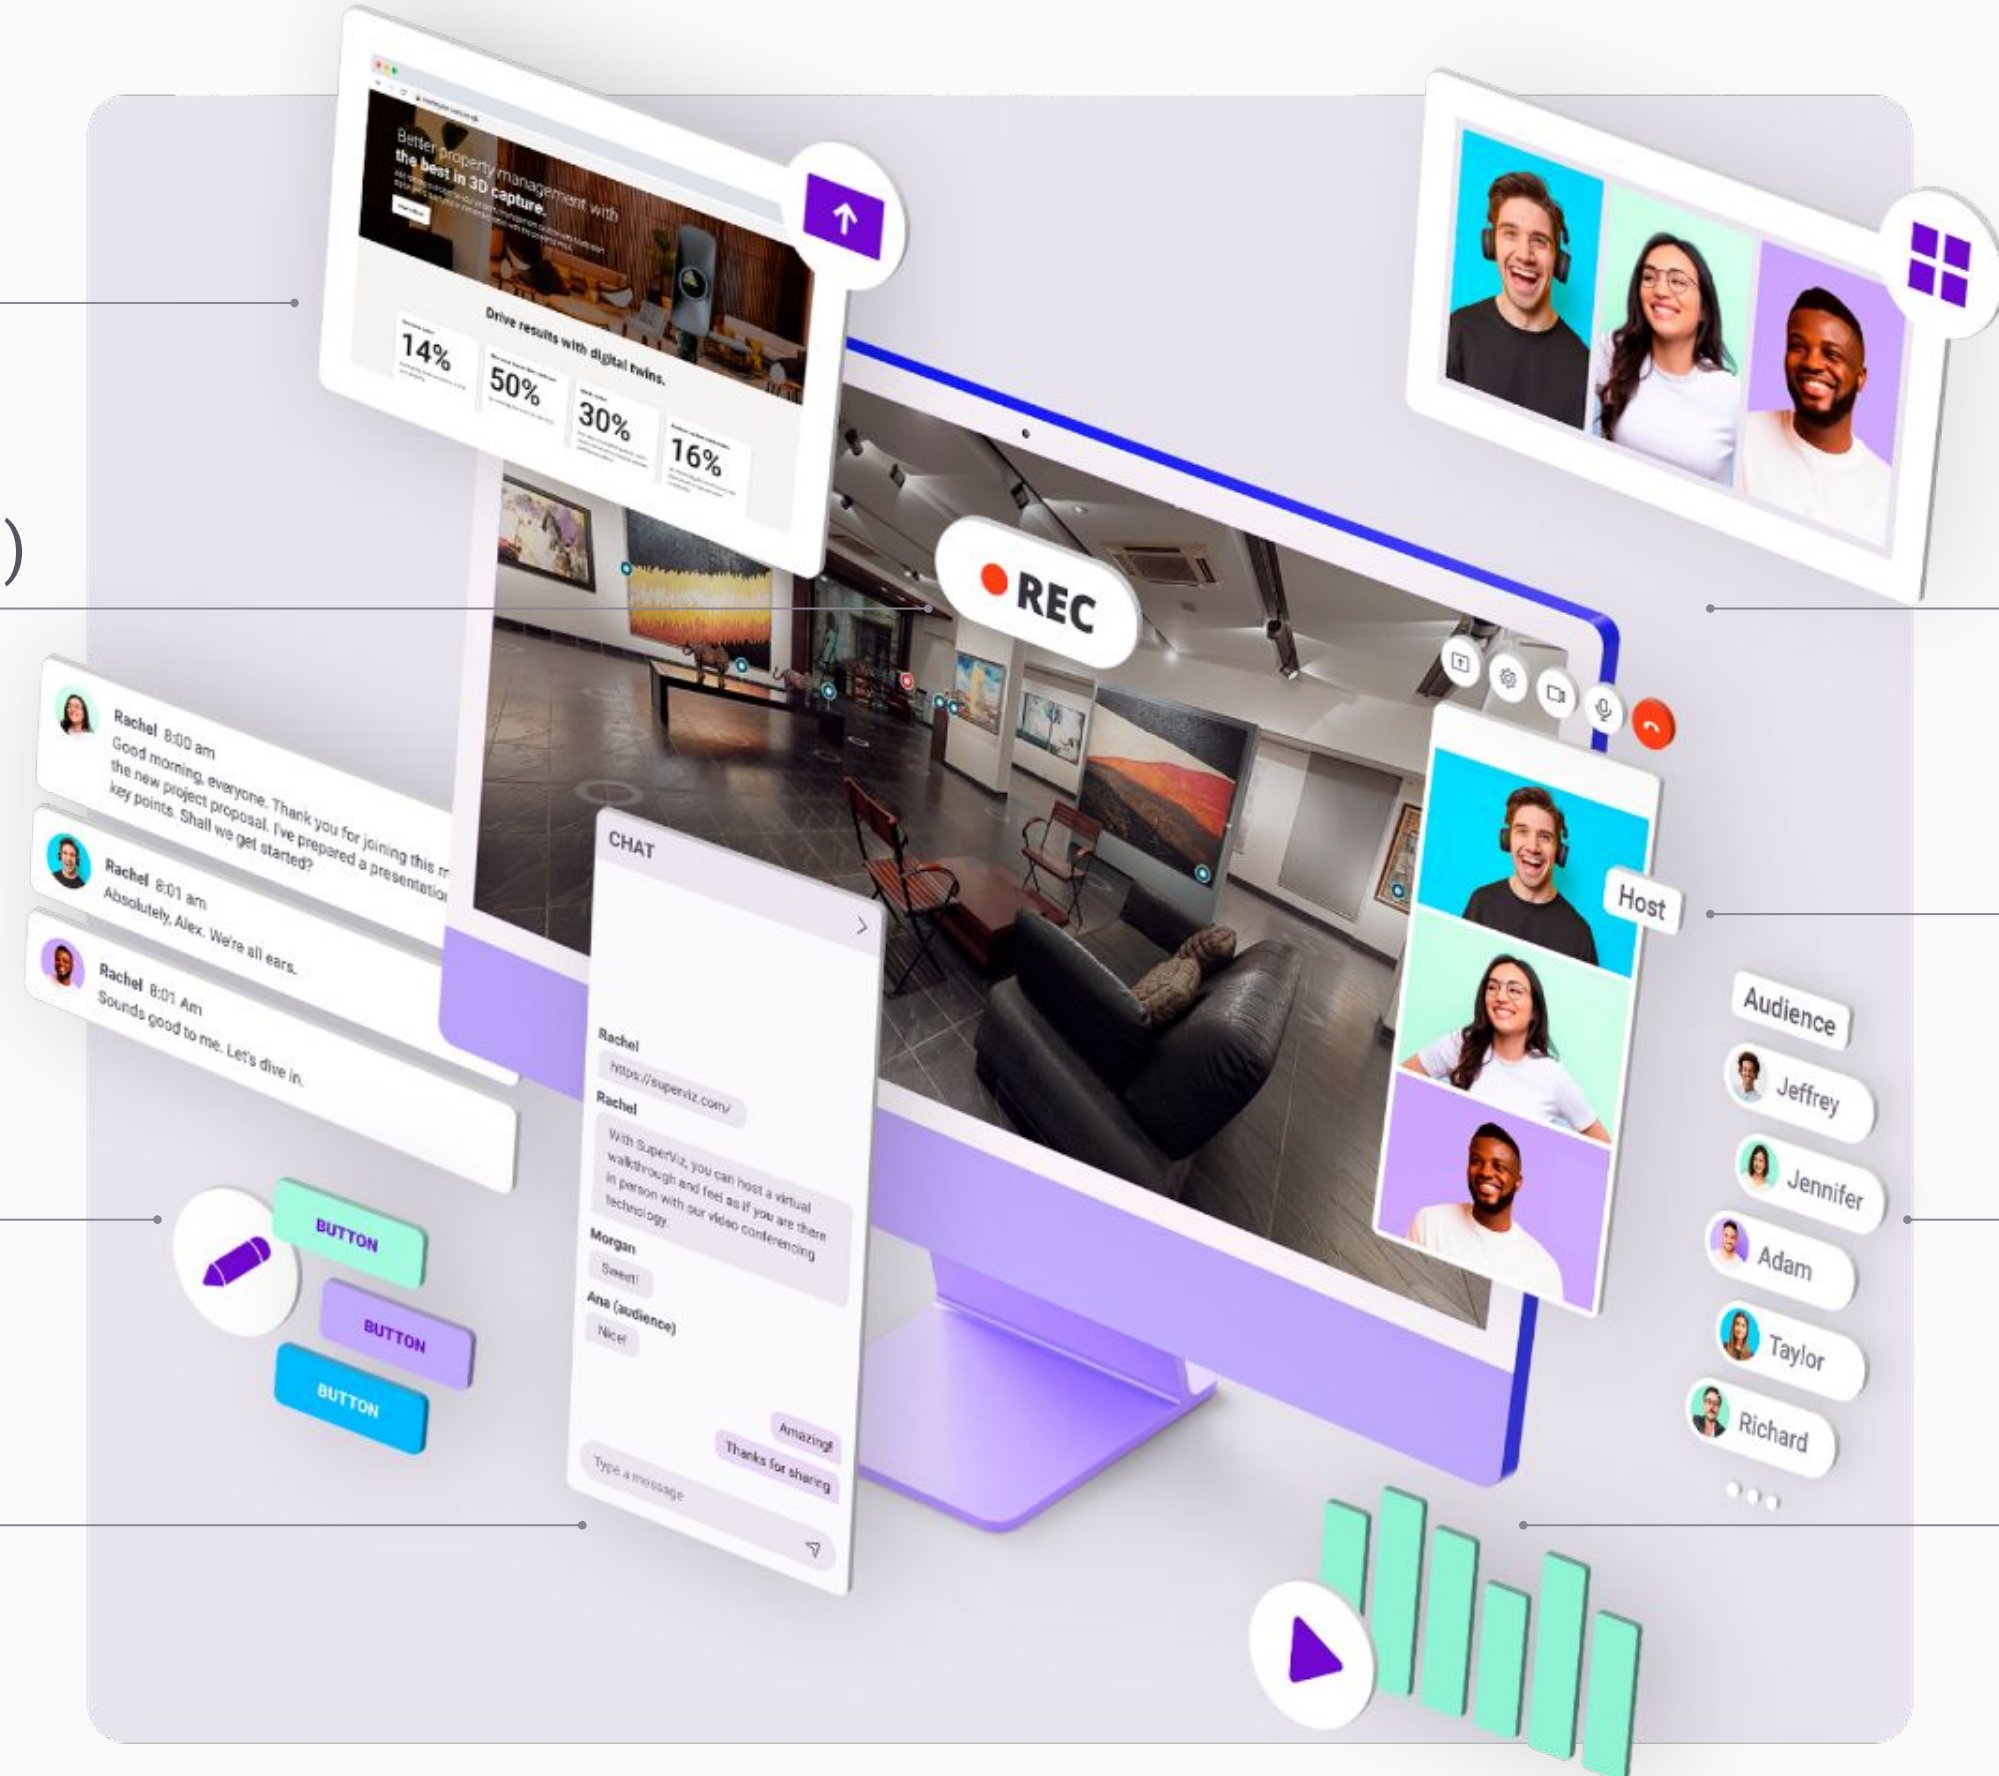 Better property management with
the best in 3D capture.
Drive results with digital twins.
14%
50%
30%
16%
)
REC
Rachel 8:00 am
Good morning, everyone. Thank you for joining this m
the new project proposal. I've prepared a presentation
key points. Shall we get started?
Rachel 8:01 am
Absolutely, Alex. We're all ears.
Rachel 8:01 Am
Sounds good to me. Let's dive in.
CHAT
Rachel
https://superviz.com/
Rachel
With SuperViz, you can host a virtual
walkthrough and feel as if you are there
in person with our video conferencing
technology.
Morgan
Sweet!
Ana (audience)
Nice!
Amazing!
Thanks for sharing
Type a message
BUTTON
BUTTON
BUTTON
Host
Audience
Jeffrey
Jennifer
Adam
Taylor
Richard